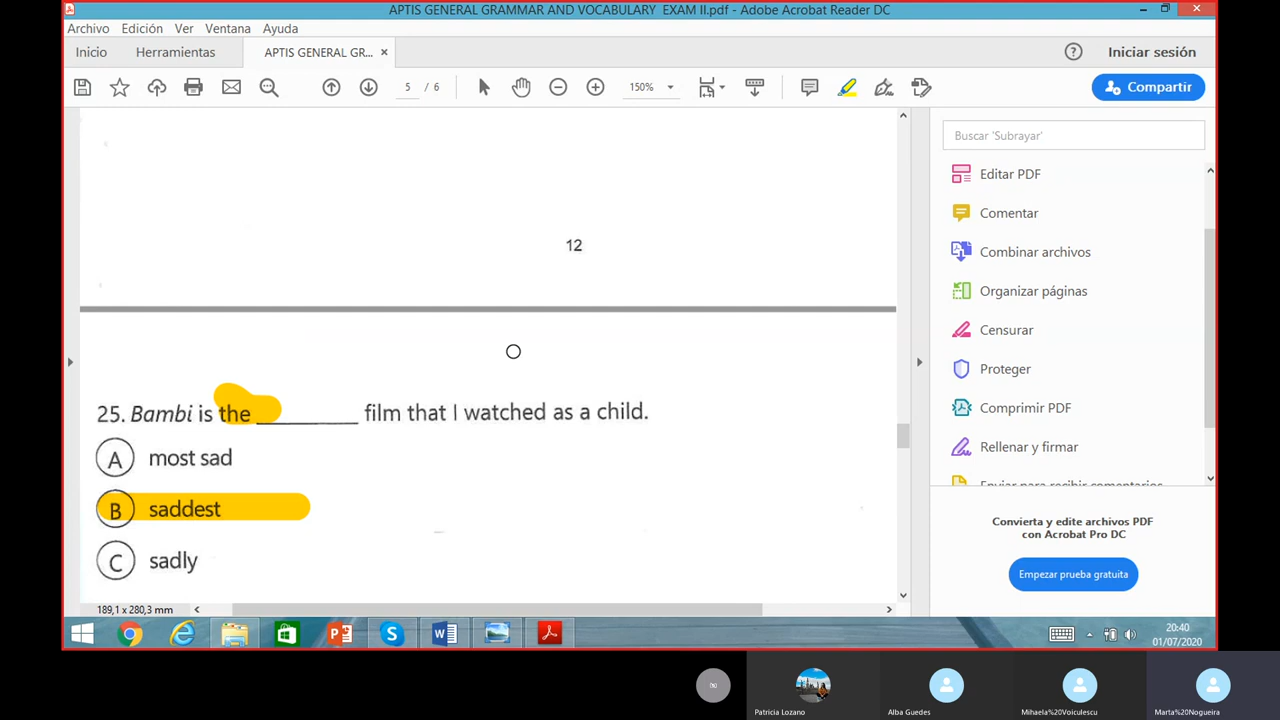 APTIS GENERAL GRAMMAR AND VOCABULARY EXAM II.pdf - Adobe Acrobat Reader DC
Archivo Edición Ver Ventana Ayuda
Inicio Herramientas APTIS GENERAL GR... × Iniciar sesión
5 / 6 150% Compartir
Buscar 'Subrayar'
Editar PDF
Comentar
Combinar archivos
Organizar páginas
Censurar
Proteger
Comprimir PDF
Rellenar y firmar
Enviar para recibir comentarios
Convierta y edite archivos PDF
con Acrobat Pro DC
Empezar prueba gratuita
12
25. Bambi is the ________ film that I watched as a child.
A most sad
B saddest
C sadly
189,1 x 280,3 mm
20:40
01/07/2020
Patricia Lozano Alba Guedes Mihaela%20Voiculescu Marta%20Nogueira